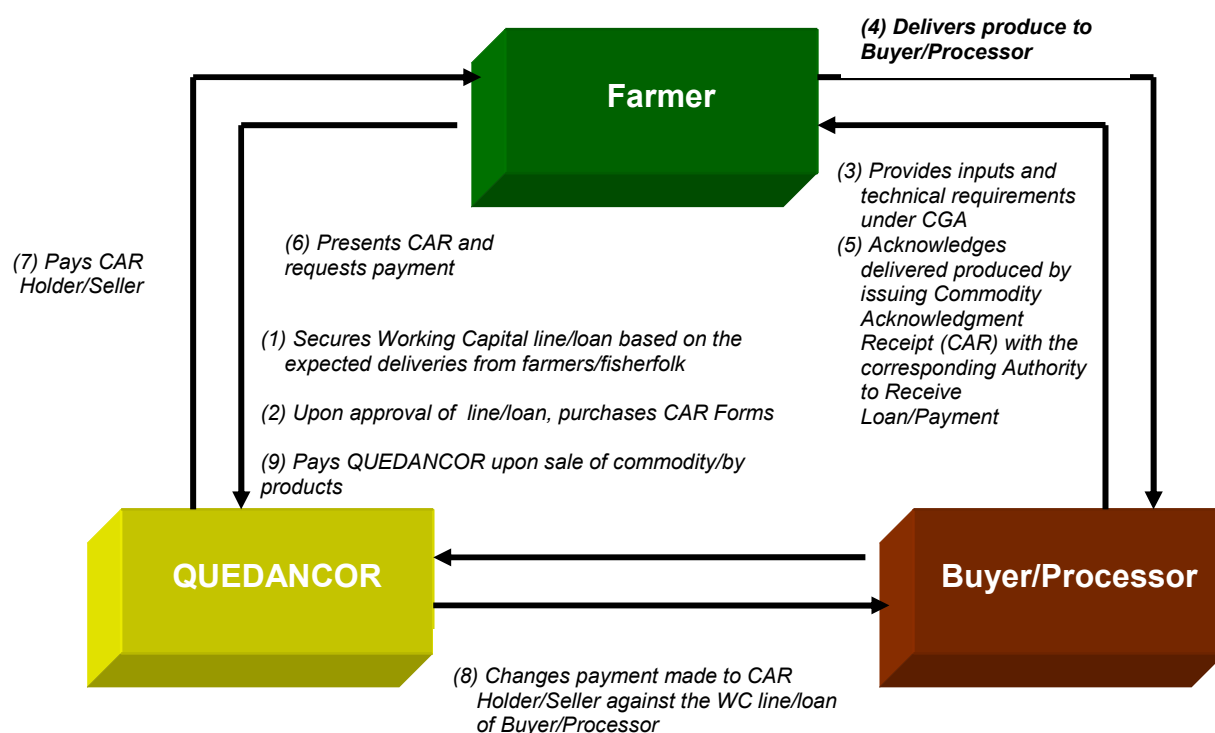 (4) Delivers produce to
Buyer/Processor
Farmer
(3) Provides inputs and
technical requirements
under CGA
(5) Acknowledges
delivered produced by
issuing Commodity
Acknowledgment
Receipt (CAR) with the
corresponding Authority
to Receive
Loan/Payment
(6) Presents CAR and
requests payment
(7) Pays CAR
Holder/Seller
(1) Secures Working Capital line/loan based on the
expected deliveries from farmers/fisherfolk
(2) Upon approval of line/loan, purchases CAR Forms
(9) Pays QUEDANCOR upon sale of commodity/by
products
QUEDANCOR
Buyer/Processor
(8) Changes payment made to CAR
Holder/Seller against the WC line/loan
of Buyer/Processor